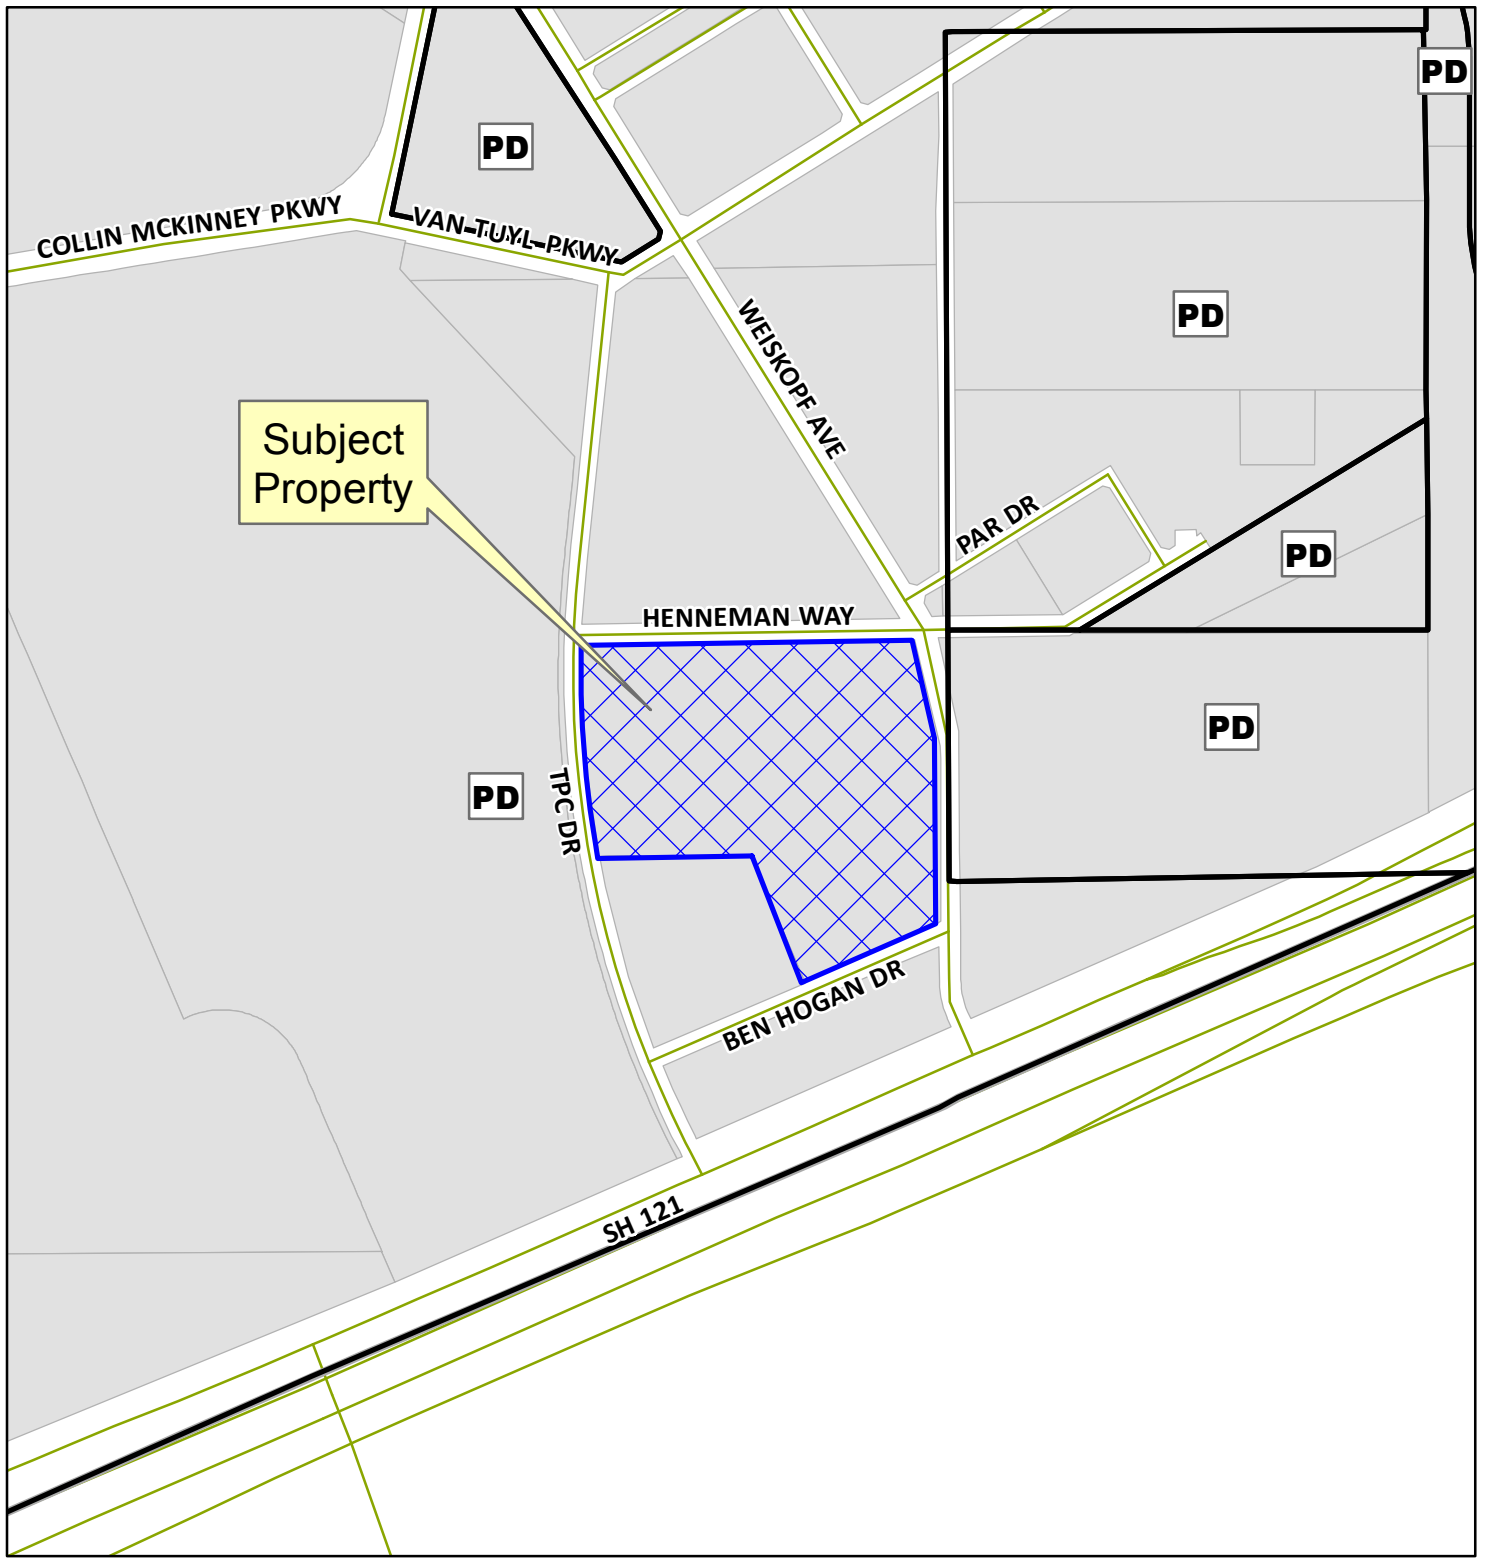 PD
PD
COLLIN MCKINNEY PKWY
VAN TUYL PKWY
PD
WEISKOPF AVE
Subject
Property
PAR DR
PD
HENNEMAN WAY
PD
PD
TPC DR
BEN HOGAN DR
SH 121